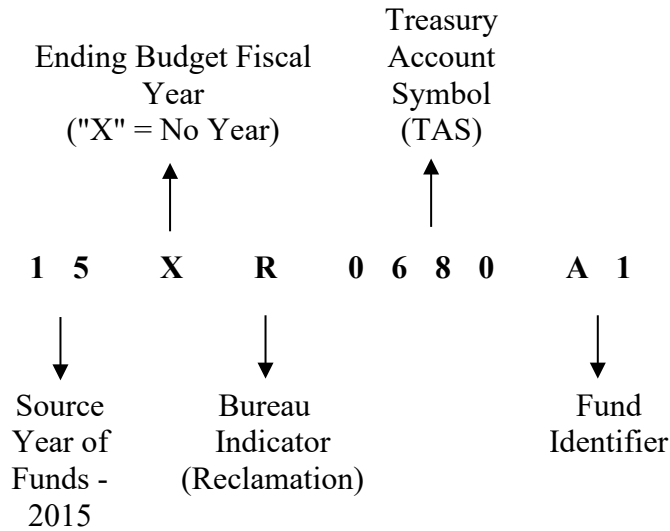 Ending Budget Fiscal
Year
("X" = No Year)
Treasury
Account
Symbol
(TAS)
1 5 X R 0 6 8 0 A 1
Source
Year of
Funds -
2015
Bureau
Indicator
(Reclamation)
Fund
Identifier